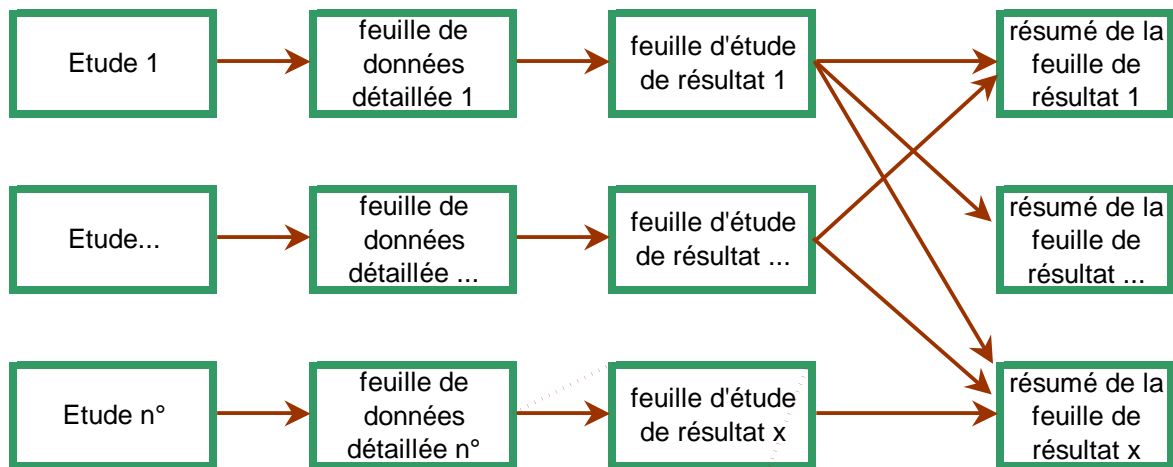 Etude 1
feuille de
données
détaillée 1
feuille d'étude
de résultat 1
résumé de la
feuille de
résultat 1
Etude...
feuille de
données
détaillée ...
feuille d'étude
de résultat ...
résumé de la
feuille de
résultat ...
Etude n°
feuille de
données
détaillée n°
feuille d'étude
de résultat x
résumé de la
feuille de
résultat x